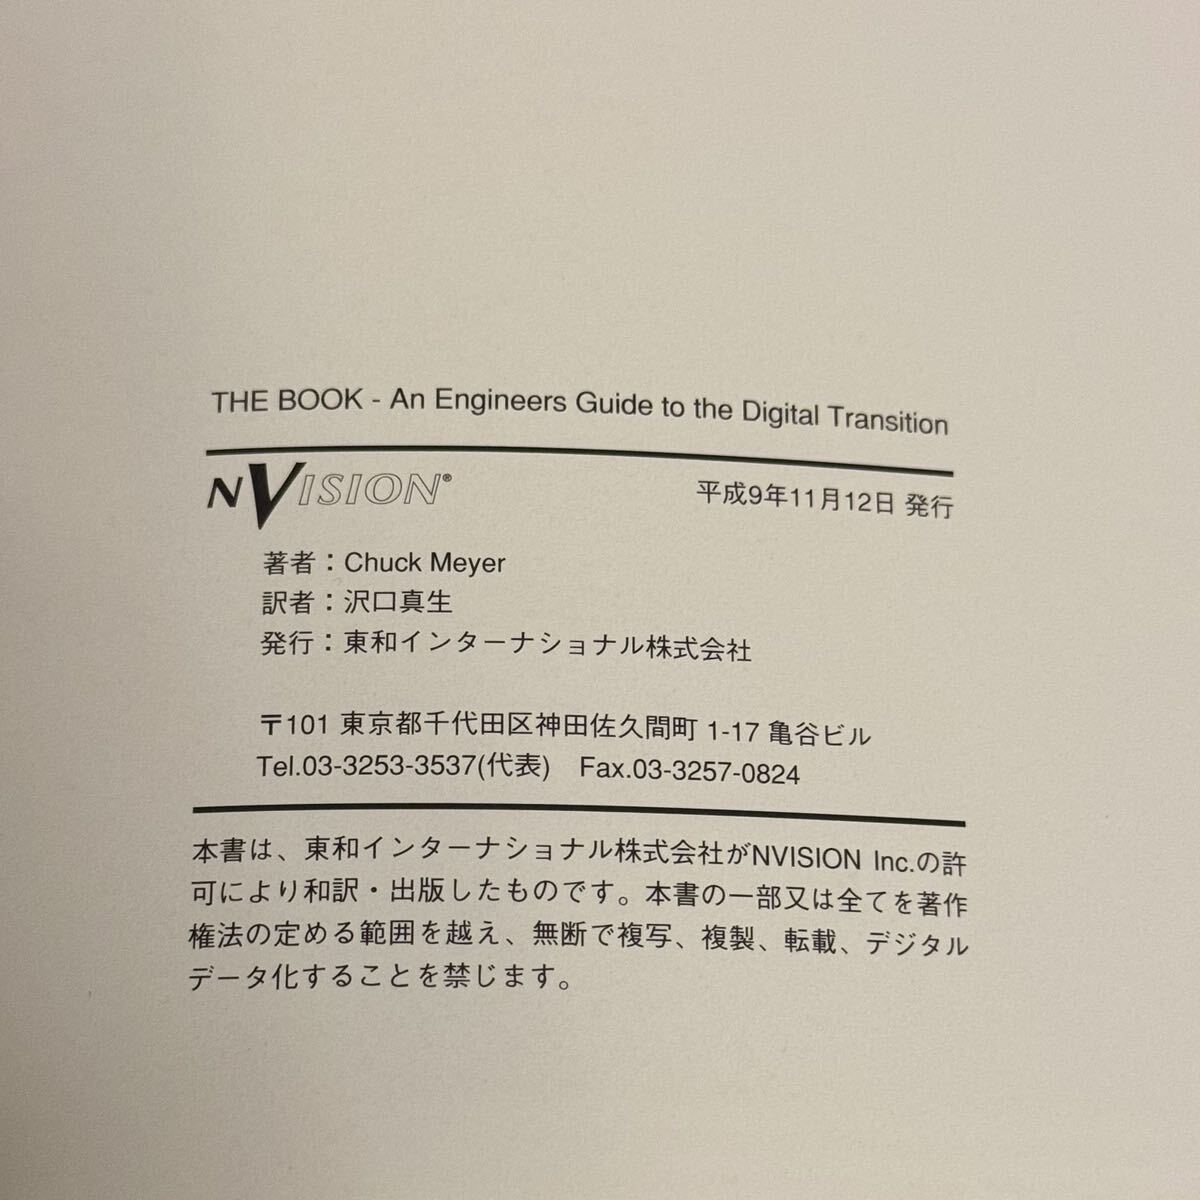 THE BOOK - An Engineers Guide to the Digital Transition
NVISION®
平成9年11月12日 発行
著者：Chuck Meyer
訳者：沢口真生
発行：東和インターナショナル株式会社
〒101 東京都千代田区神田佐久間町 1-17 亀谷ビル
Tel.03-3253-3537(代表) Fax.03-3257-0824
本書は、東和インターナショナル株式会社がNVISION Inc.の許
可により和訳・出版したものです。本書の一部又は全てを著作
権法の定める範囲を越え、無断で複写、複製、転載、デジタル
データ化することを禁じます。